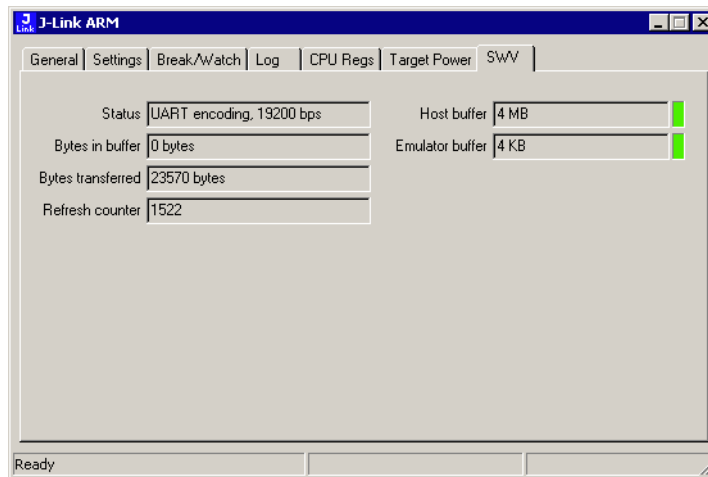 J-Link ARM
General Settings Break/Watch Log CPU Regs Target Power SWV
Status UART encoding, 19200 bps Host buffer 4 MB
Bytes in buffer 0 bytes Emulator buffer 4 KB
Bytes transferred 23570 bytes
Refresh counter 1522
Ready